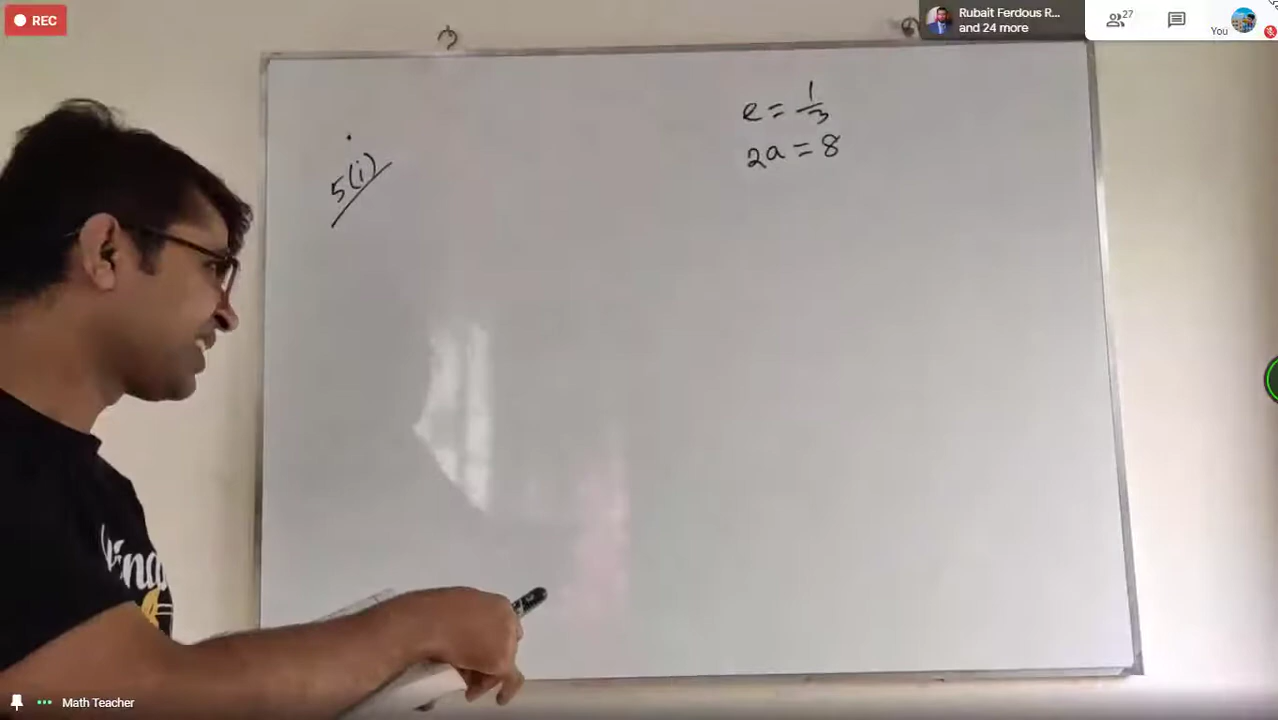 REC
Rubait Ferdous R...
and 24 more
27
You
5(i)
e = 1/3
2a = 8
Math Teacher